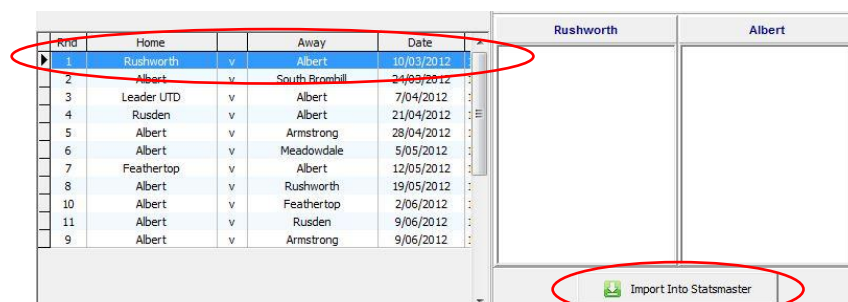 Rushworth Albert
Rnd Home Away Date
1 Rushworth v Albert 10/03/2012
2 Albert v South Bromhill 24/03/2012
3 Leader UTD v Albert 7/04/2012
4 Rusden v Albert 21/04/2012
5 Albert v Armstrong 28/04/2012
6 Albert v Meadowdale 5/05/2012
7 Feathertop v Albert 12/05/2012
8 Albert v Rushworth 19/05/2012
10 Albert v Feathertop 2/06/2012
11 Albert v Rusden 9/06/2012
9 Albert v Armstrong 9/06/2012
Import Into Statsmaster